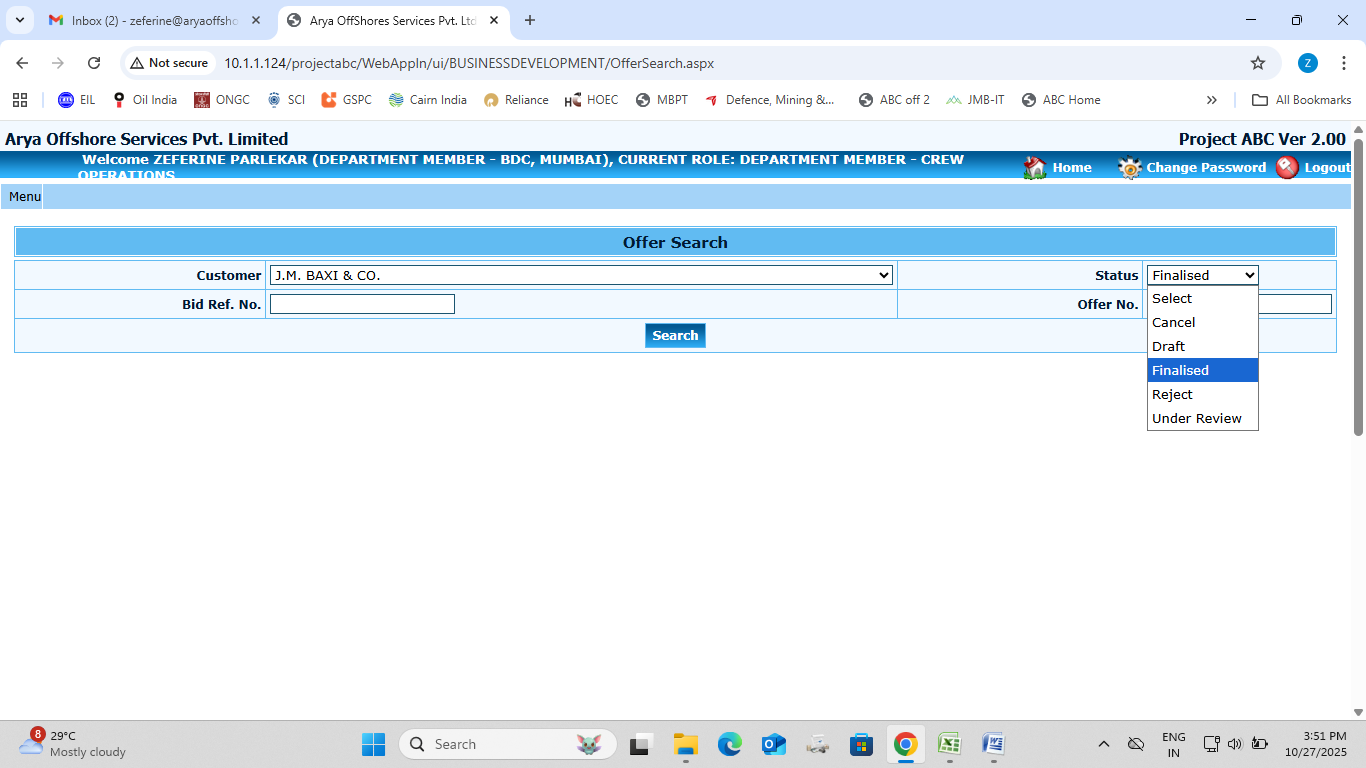 Inbox (2) - zeferine@aryaoffsho
Arya OffShores Services Pvt. Ltd
Not secure
10.1.1.124/projectabc/WebAppIn/ui/BUSINESSDEVELOPMENT/OfferSearch.aspx
Z
EIL
Oil India
ONGC
SCI
GSPC
Cairn India
Reliance
HOEC
MBPT
Defence, Mining &...
ABC off 2
JMB-IT
ABC Home
All Bookmarks
Arya Offshore Services Pvt. Limited
Project ABC Ver 2.00
Welcome ZEFERINE PARLEKAR (DEPARTMENT MEMBER - BDC, MUMBAI), CURRENT ROLE: DEPARTMENT MEMBER - CREW
OPERATIONS
Home
Change Password
Logout
Menu
Offer Search
Customer
J.M. BAXI & CO.
Status
Finalised
Bid Ref. No.
Offer No.
Search
Select
Cancel
Draft
Finalised
Reject
Under Review
8
29°C
Mostly cloudy
Search
ENG
IN
3:51 PM
10/27/2025